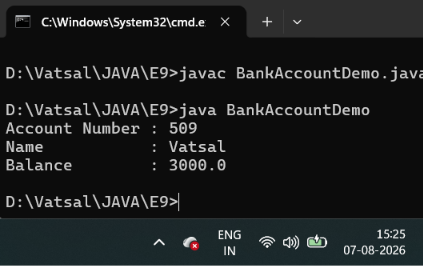 C:\Windows\System32\cmd.e
D:\Vatsal\JAVA\E9>javac BankAccountDemo.java
D:\Vatsal\JAVA\E9>java BankAccountDemo
Account Number : 509
Name           : Vatsal
Balance        : 3000.0
D:\Vatsal\JAVA\E9>
ENG
IN
15:25
07-08-2026